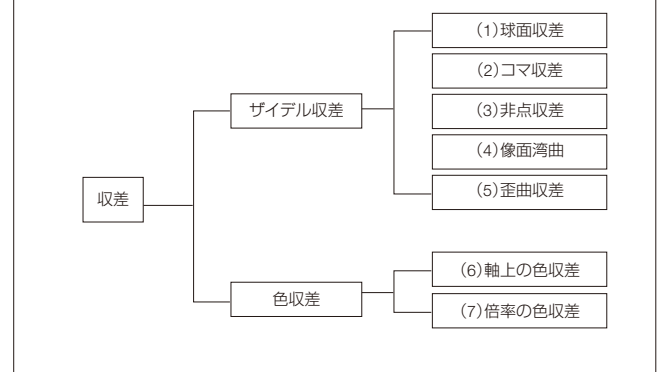 収差
ザイデル収差
(1)球面収差
(2)コマ収差
(3)非点収差
(4)像面湾曲
(5)歪曲収差
色収差
(6)軸上の色収差
(7)倍率の色収差